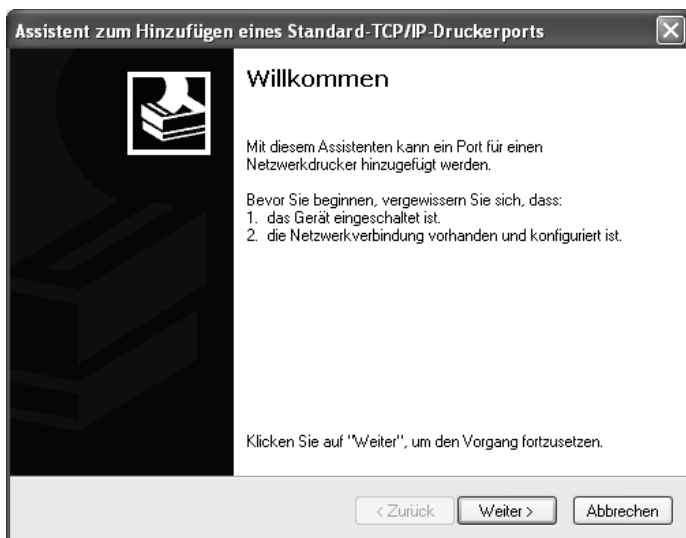 Assistent zum Hinzufügen eines Standard-TCP/IP-Druckerports
Willkommen
Mit diesem Assistenten kann ein Port für einen
Netzwerkdrucker hinzugefügt werden.
Bevor Sie beginnen, vergewissern Sie sich, dass:
1. das Gerät eingeschaltet ist.
2. die Netzwerkverbindung vorhanden und konfiguriert ist.
Klicken Sie auf "Weiter", um den Vorgang fortzusetzen.
< Zurück Weiter > Abbrechen